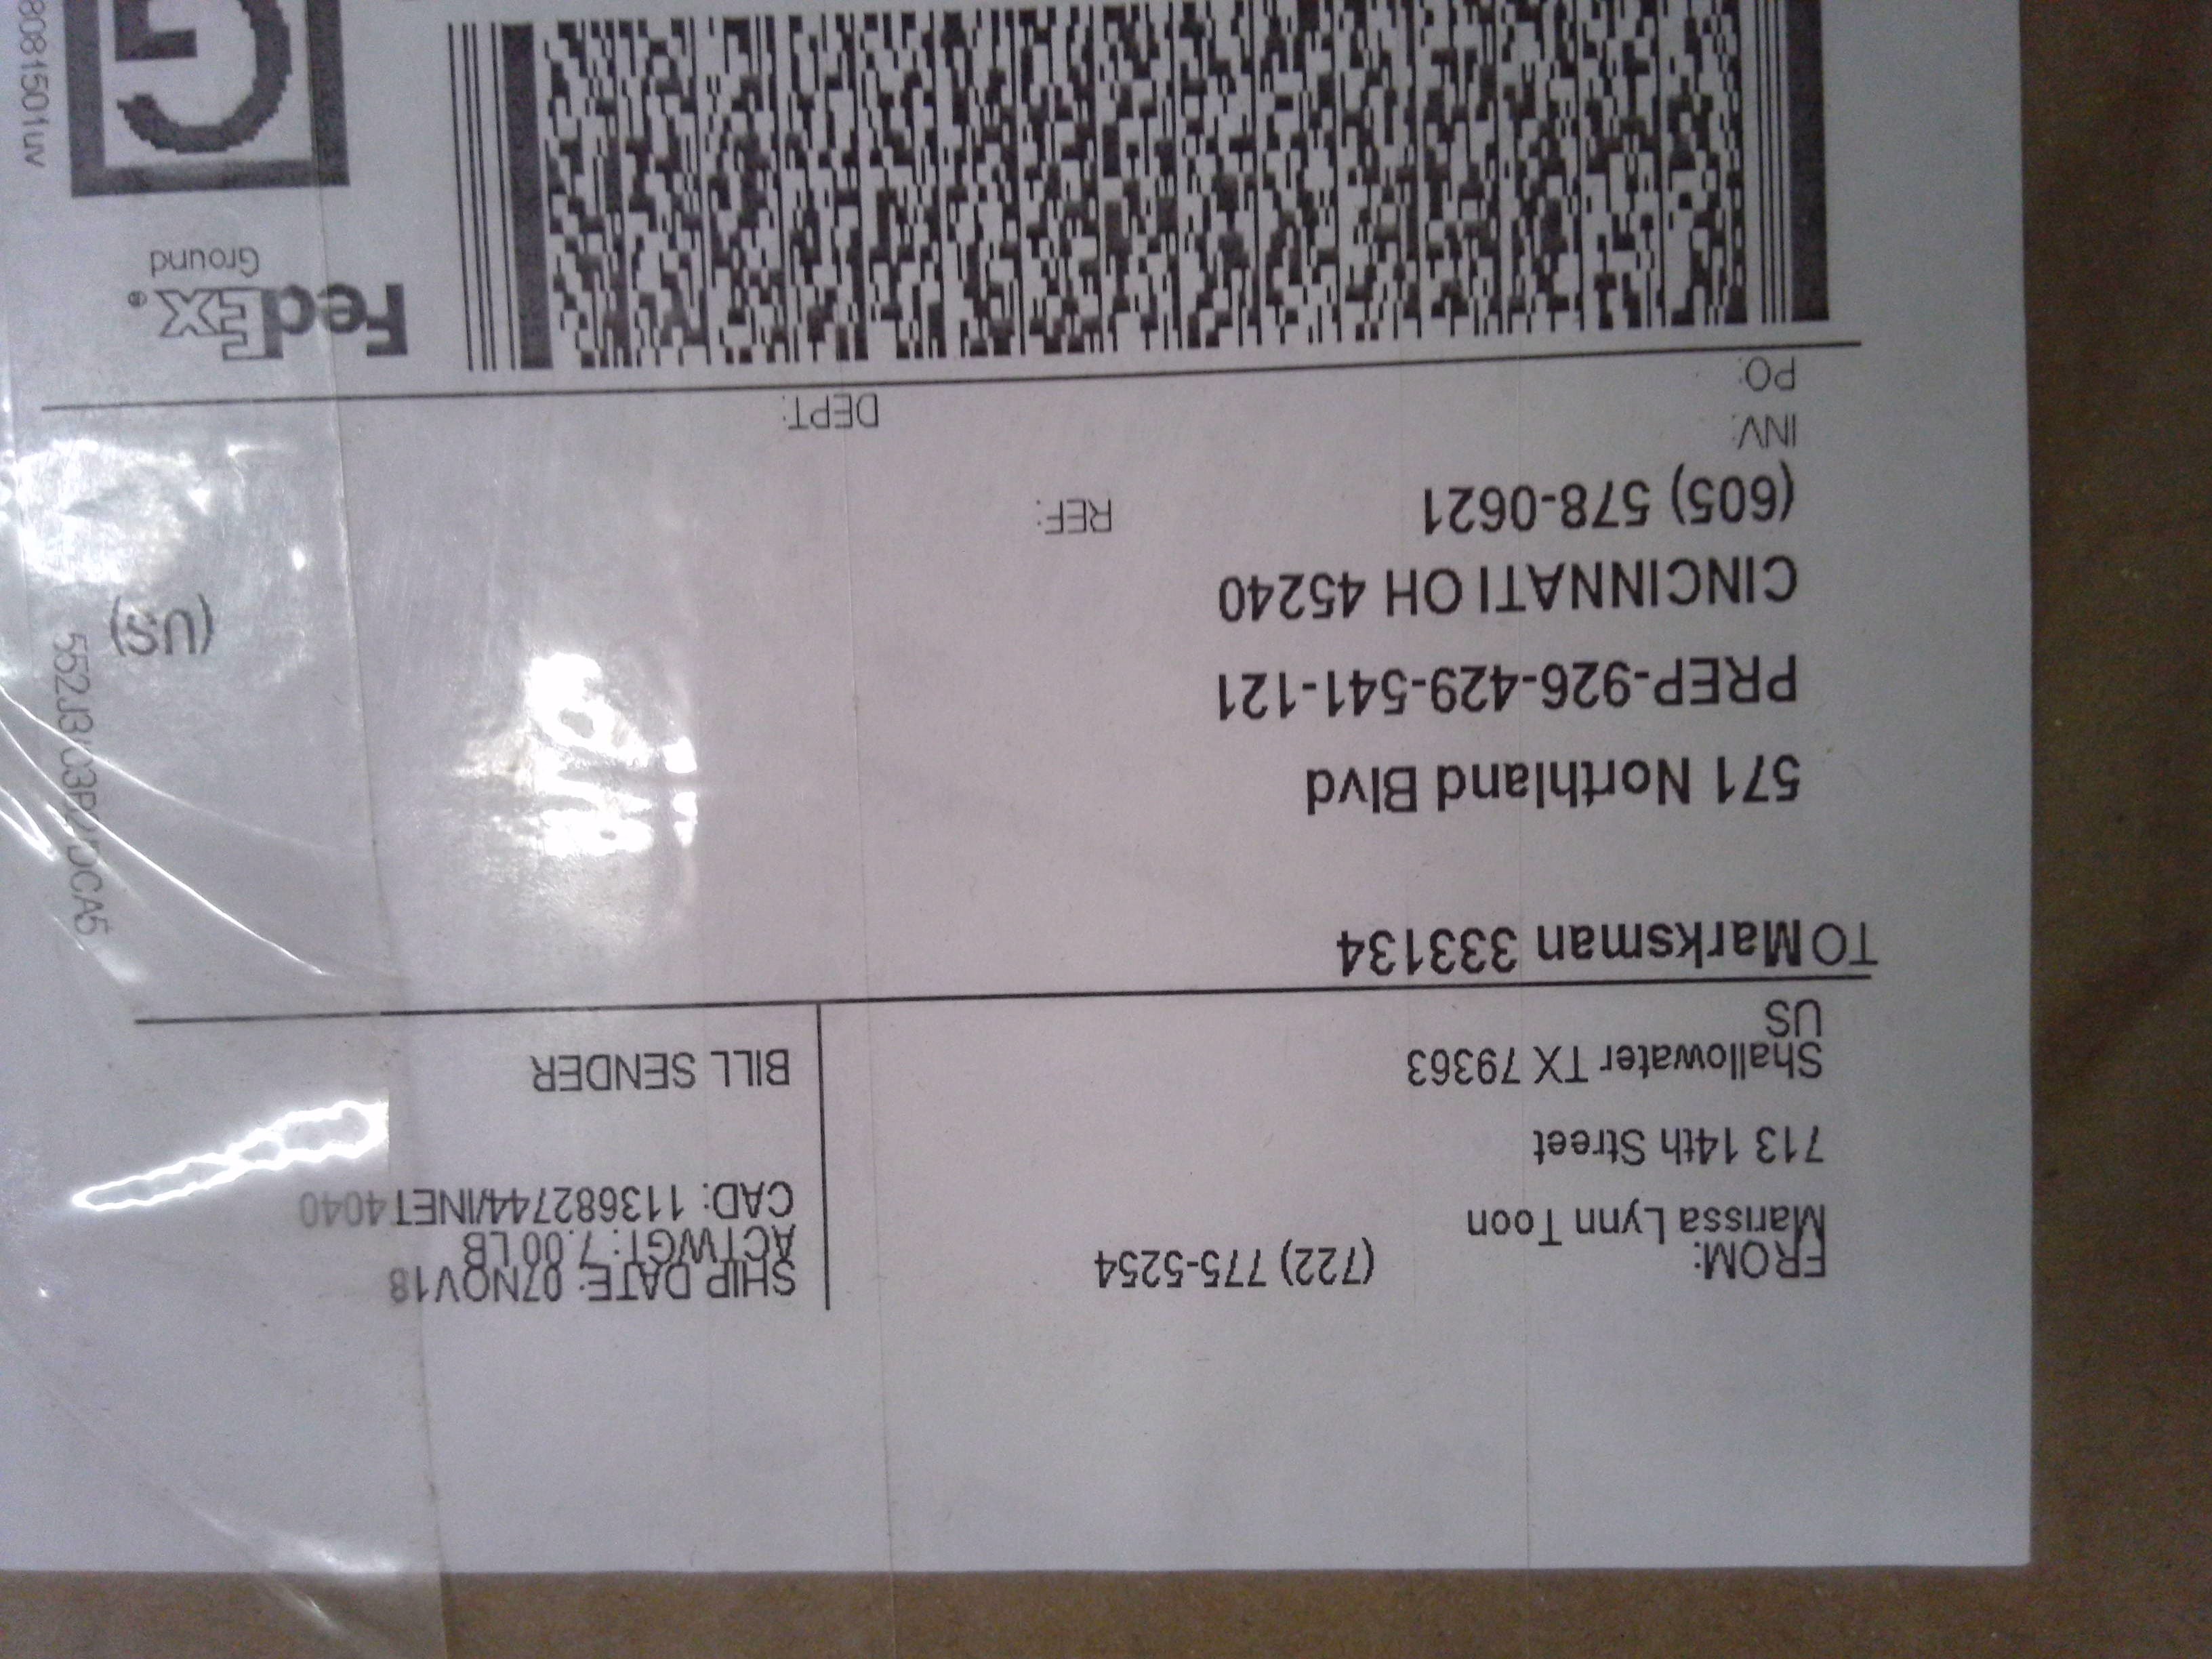 FROM: (722) 775-5254
Marissa Lynn Toon
713 14th Street
Shallowater TX 79363
US
SHIP DATE: 07NOV18
ACTWGT: 7.00 LB
CAD: 113682744/INET4040
BILL SENDER
TO Marksman 333134
571 Northland Blvd
PREP-926-429-541-121
CINCINNATI OH 45240
(US)
(605) 578-0621
REF:
INV:
PO:
DEPT:
FedEx®
Ground
G